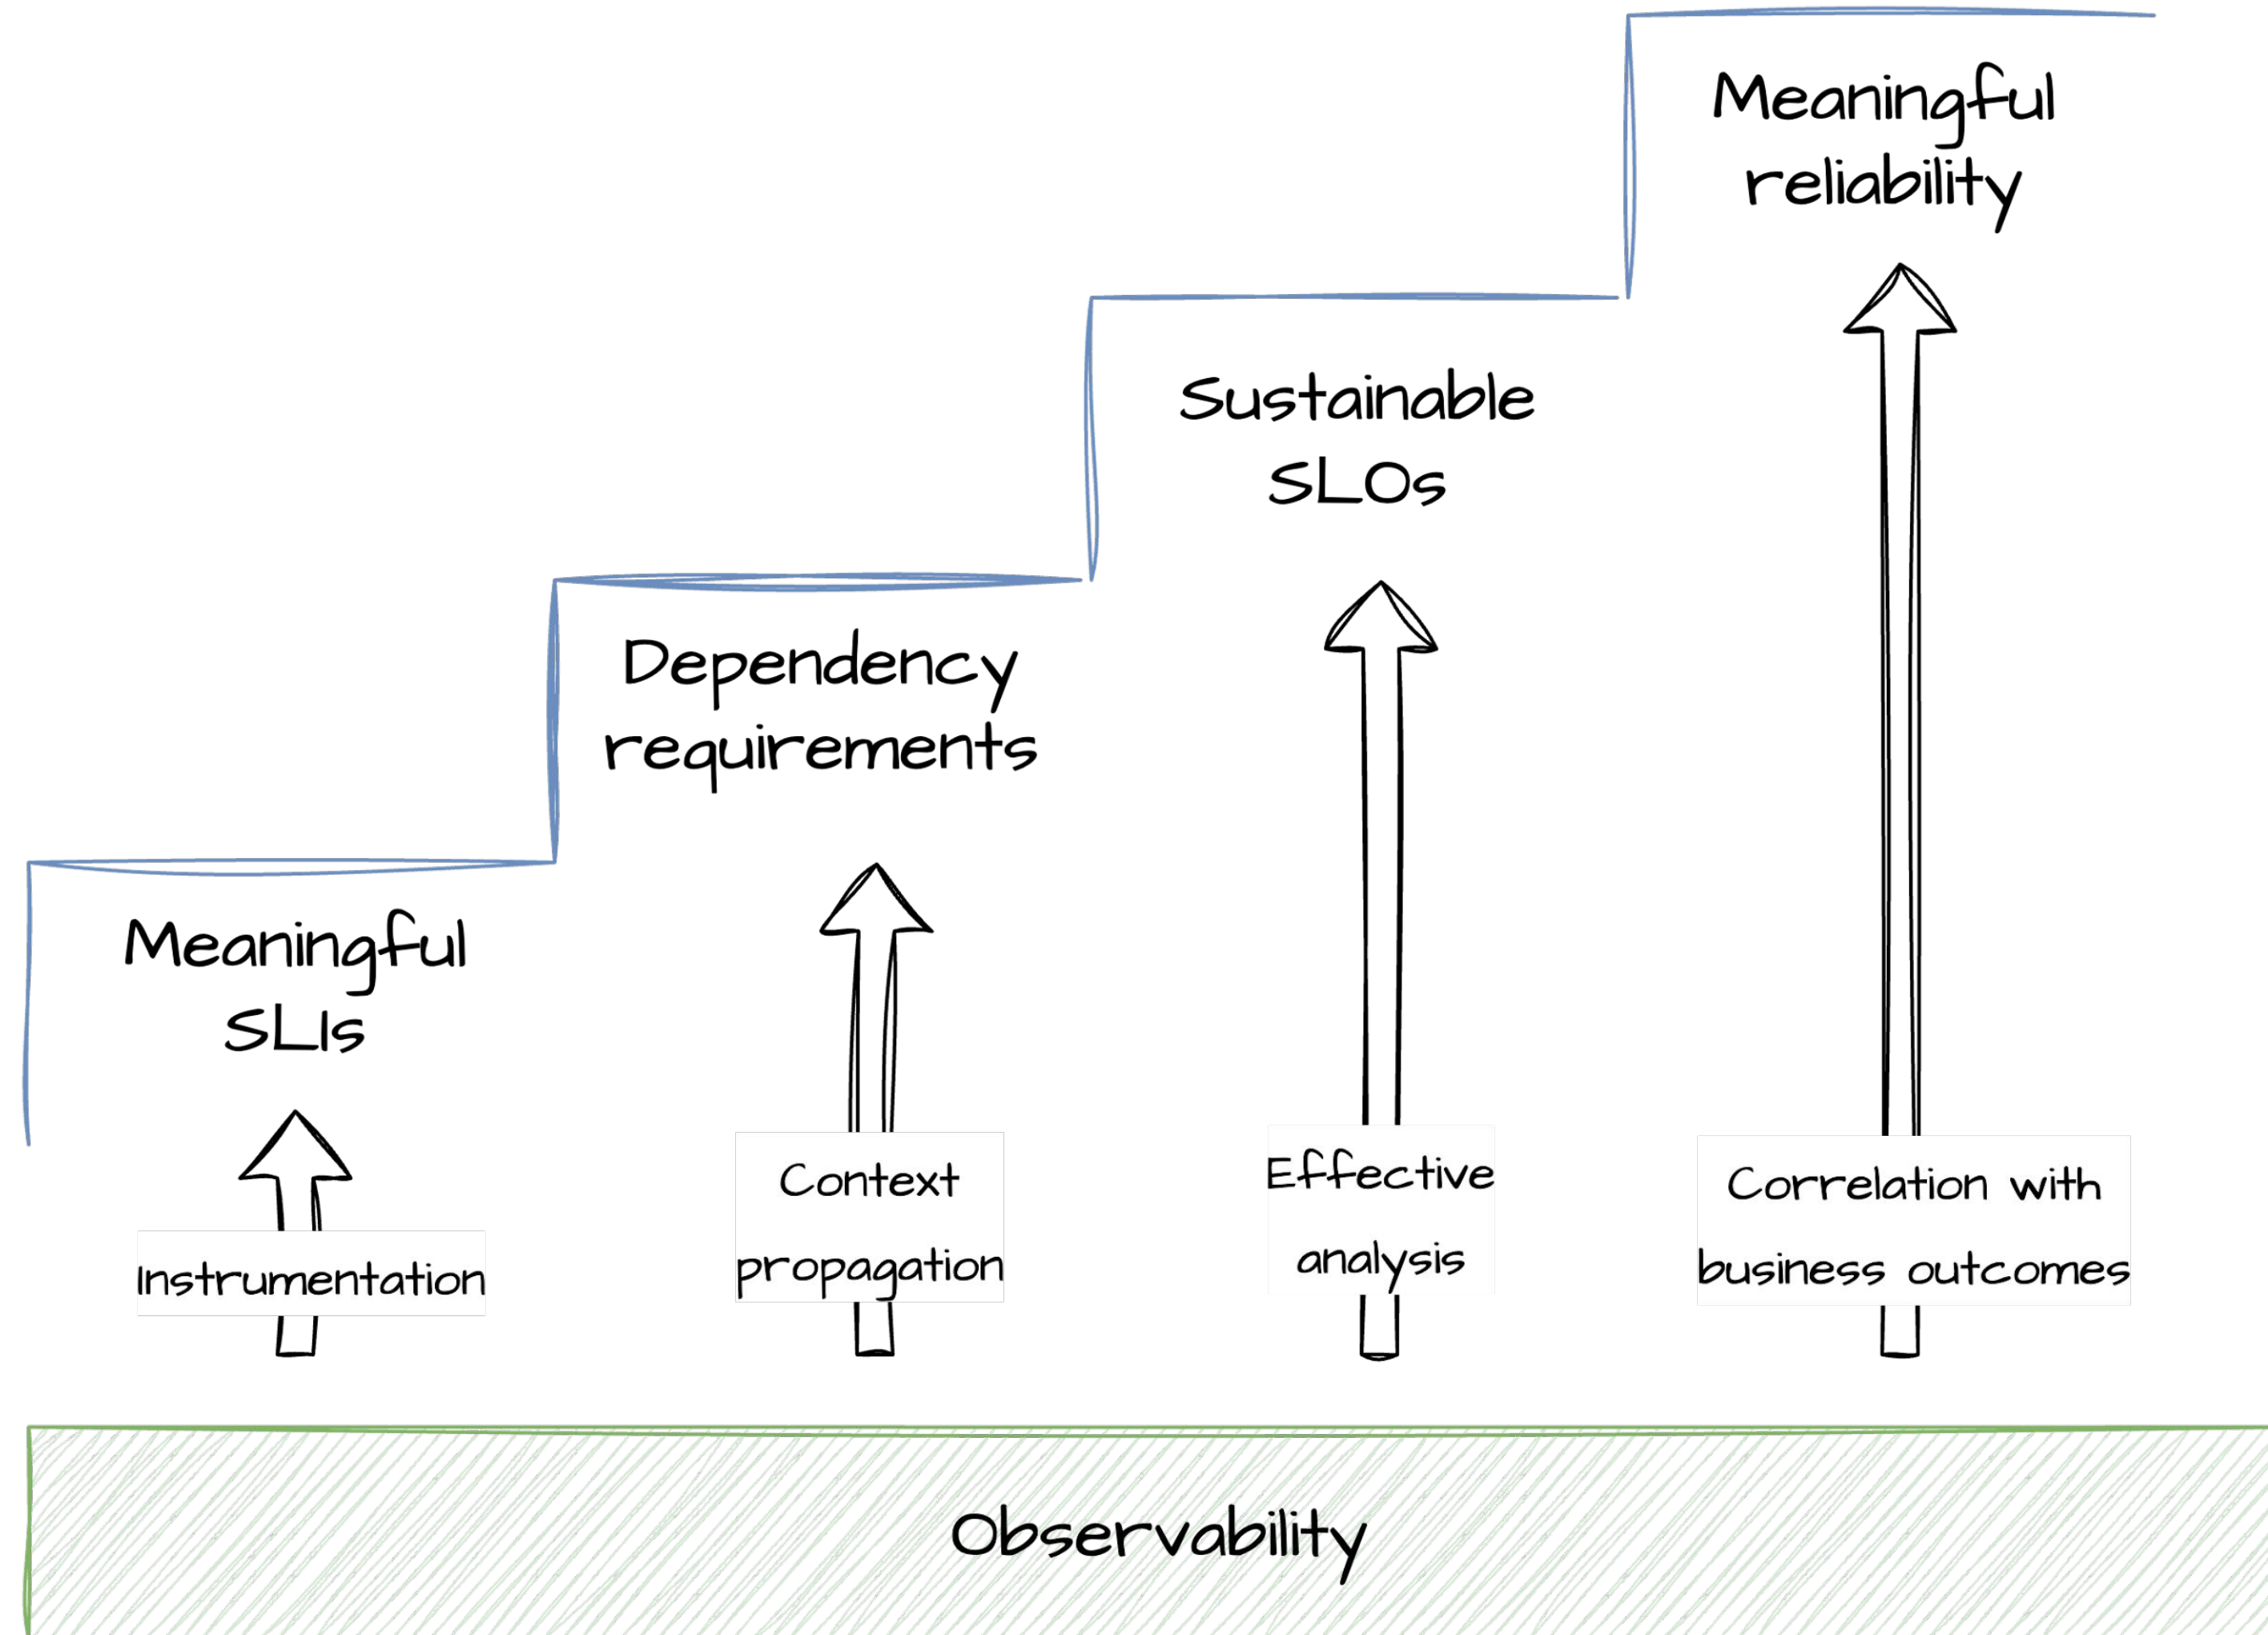 Meaningful
reliability
Sustainable
SLOs
Dependency
requirements
Meaningful
SLIs
Instrumentation
Context
propagation
Effective
analysis
Correlation with
business outcomes
Observability